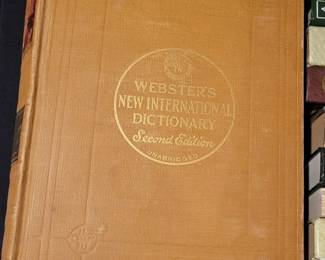 WEBSTER'S
NEW INTERNATIONAL
DICTIONARY
Second Edition
UNABRIDGED